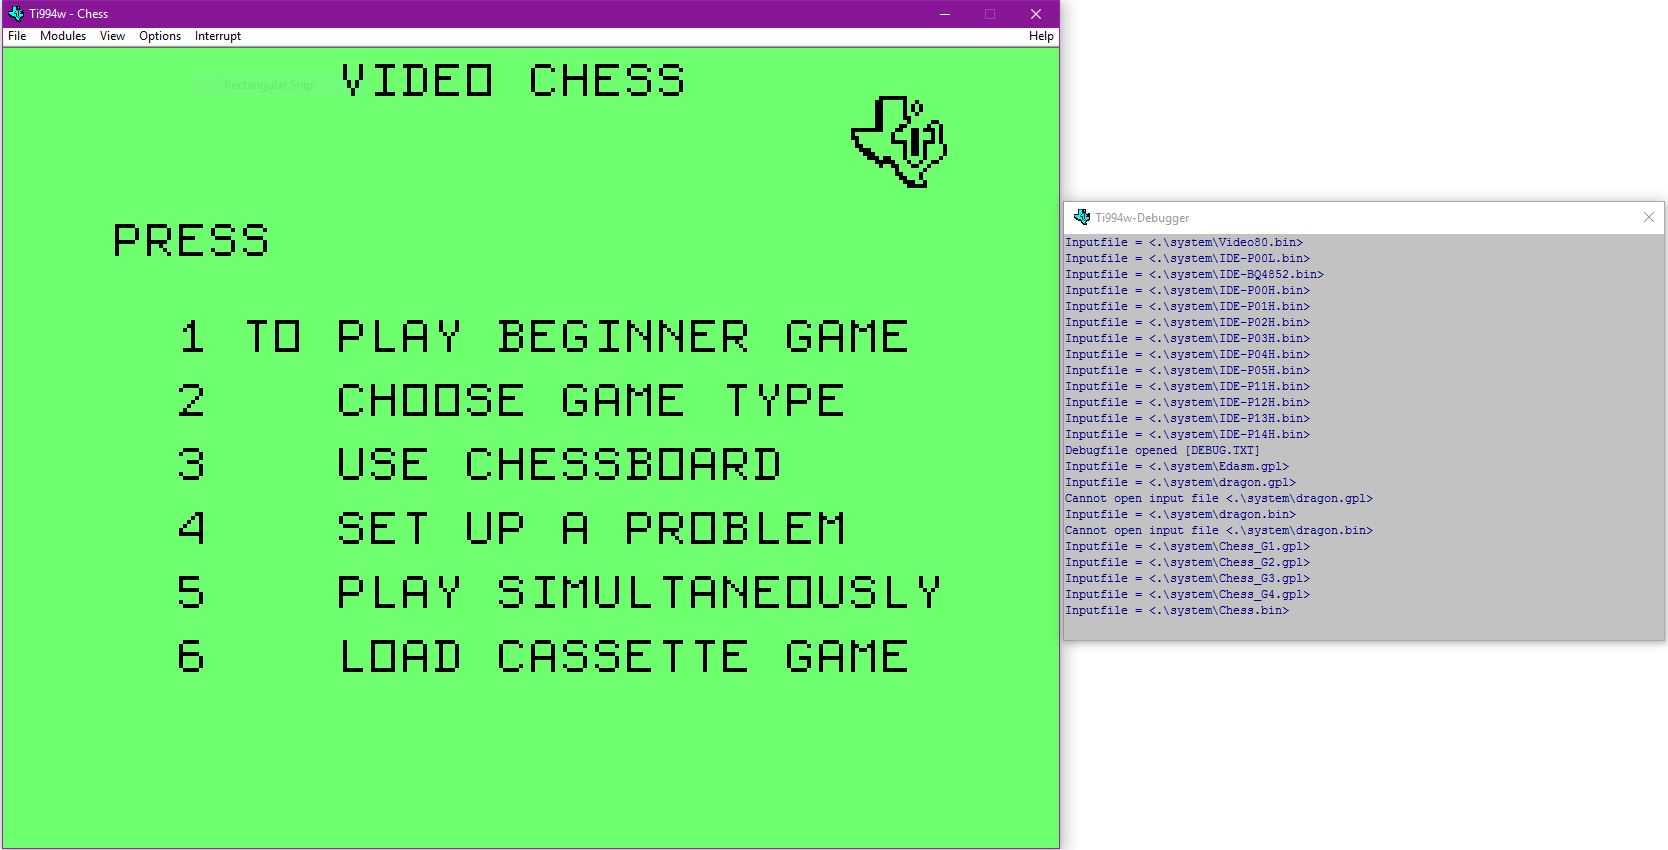 Ti994w - Chess
File Modules View Options Interrupt Help
Rectangular Snip
VIDEO CHESS
PRESS
1 TO PLAY BEGINNER GAME
2 CHOOSE GAME TYPE
3 USE CHESSBOARD
4 SET UP A PROBLEM
5 PLAY SIMULTANEOUSLY
6 LOAD CASSETTE GAME
Ti994w-Debugger
Inputfile = <.\system\Video80.bin>
Inputfile = <.\system\IDE-P00L.bin>
Inputfile = <.\system\IDE-BQ4852.bin>
Inputfile = <.\system\IDE-P00H.bin>
Inputfile = <.\system\IDE-P01H.bin>
Inputfile = <.\system\IDE-P02H.bin>
Inputfile = <.\system\IDE-P03H.bin>
Inputfile = <.\system\IDE-P04H.bin>
Inputfile = <.\system\IDE-P05H.bin>
Inputfile = <.\system\IDE-P11H.bin>
Inputfile = <.\system\IDE-P12H.bin>
Inputfile = <.\system\IDE-P13H.bin>
Inputfile = <.\system\IDE-P14H.bin>
Debugfile opened [DEBUG.TXT]
Inputfile = <.\system\Edasm.gpl>
Inputfile = <.\system\dragon.gpl>
Cannot open input file <.\system\dragon.gpl>
Inputfile = <.\system\dragon.bin>
Cannot open input file <.\system\dragon.bin>
Inputfile = <.\system\Chess_G1.gpl>
Inputfile = <.\system\Chess_G2.gpl>
Inputfile = <.\system\Chess_G3.gpl>
Inputfile = <.\system\Chess_G4.gpl>
Inputfile = <.\system\Chess.bin>